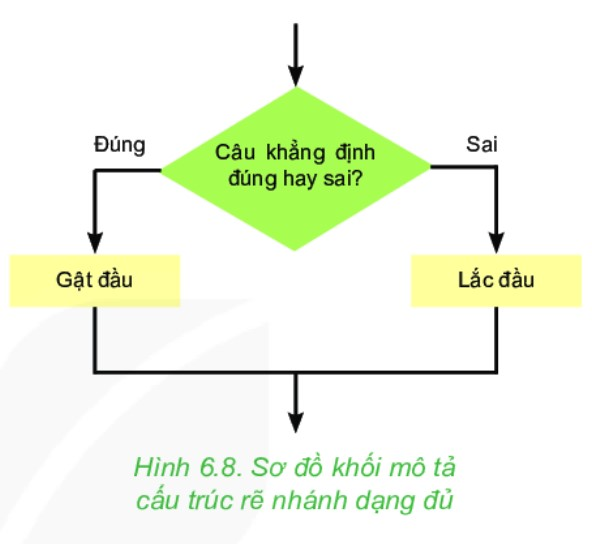 Đúng
Câu khẳng định
đúng hay sai?
Sai
Gật đầu
Lắc đầu
Hình 6.8. Sơ đồ khối mô tả
cấu trúc rẽ nhánh dạng đủ